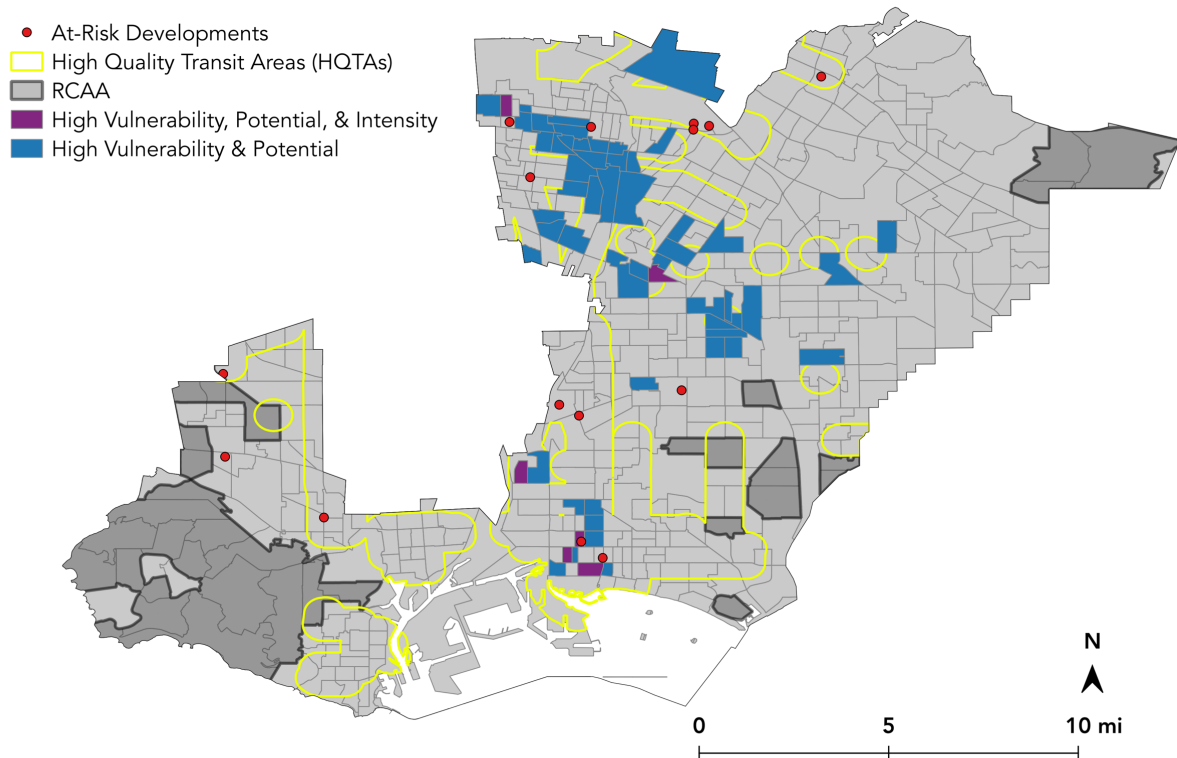 At-Risk Developments
High Quality Transit Areas (HQTAs)
RCAA
High Vulnerability, Potential, & Intensity
High Vulnerability & Potential
N
0 5 10 mi